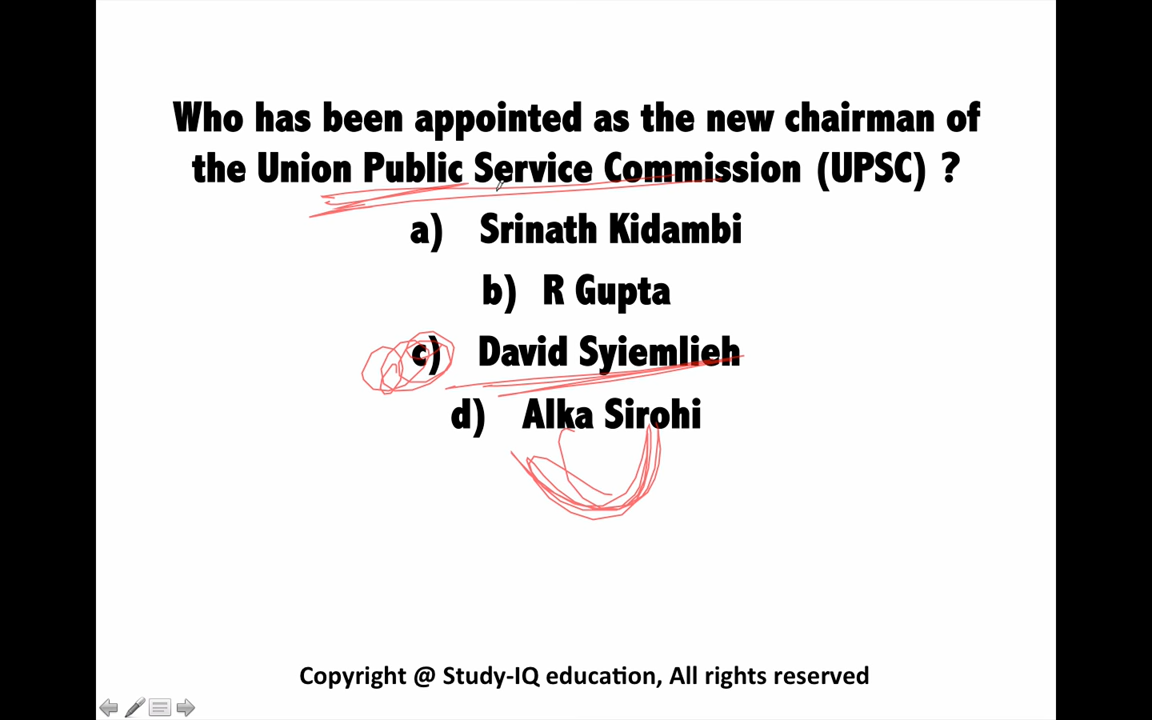 Who has been appointed as the new chairman of
the Union Public Service Commission (UPSC) ?
a) Srinath Kidambi
b) R Gupta
c) David Syiemlieh
d) Alka Sirohi
Copyright @ Study-IQ education, All rights reserved